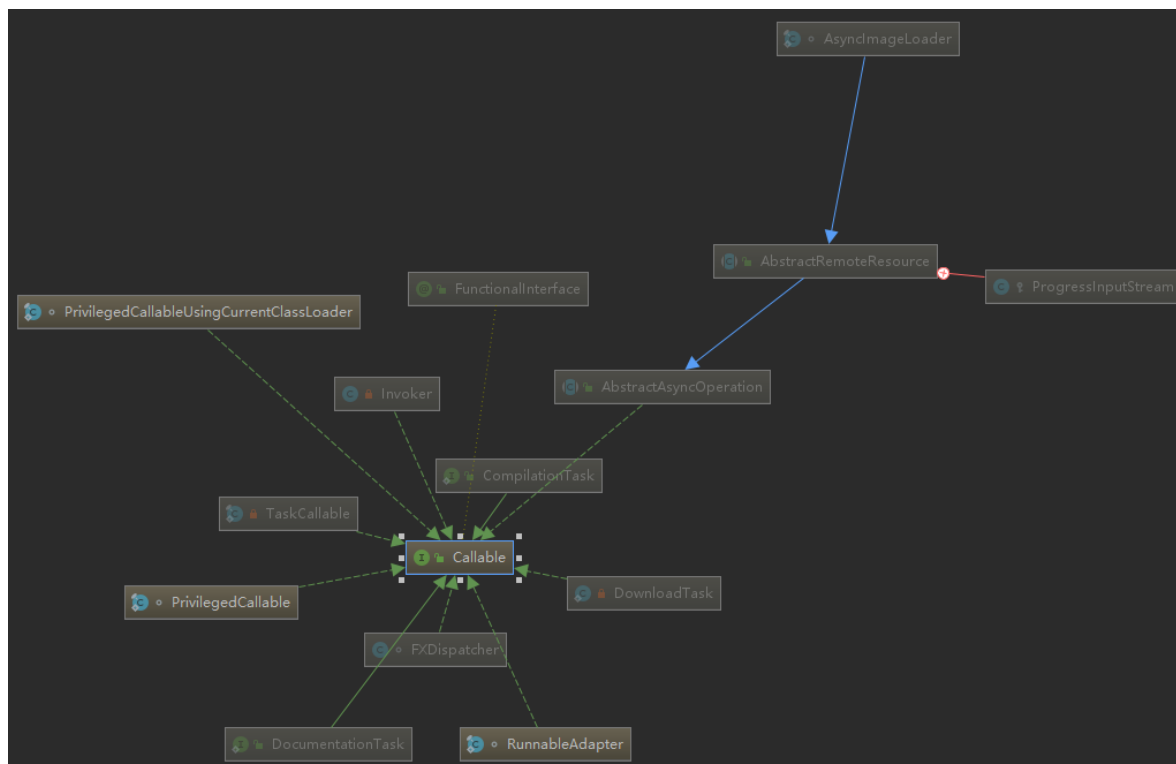 AsyncImageLoader
AbstractRemoteResource
ProgressInputStream
FunctionalInterface
PrivilegedCallableUsingCurrentClassLoader
AbstractAsyncOperation
Invoker
CompilationTask
TaskCallable
Callable
PrivilegedCallable
DownloadTask
FXDispatcher
DocumentationTask
RunnableAdapter